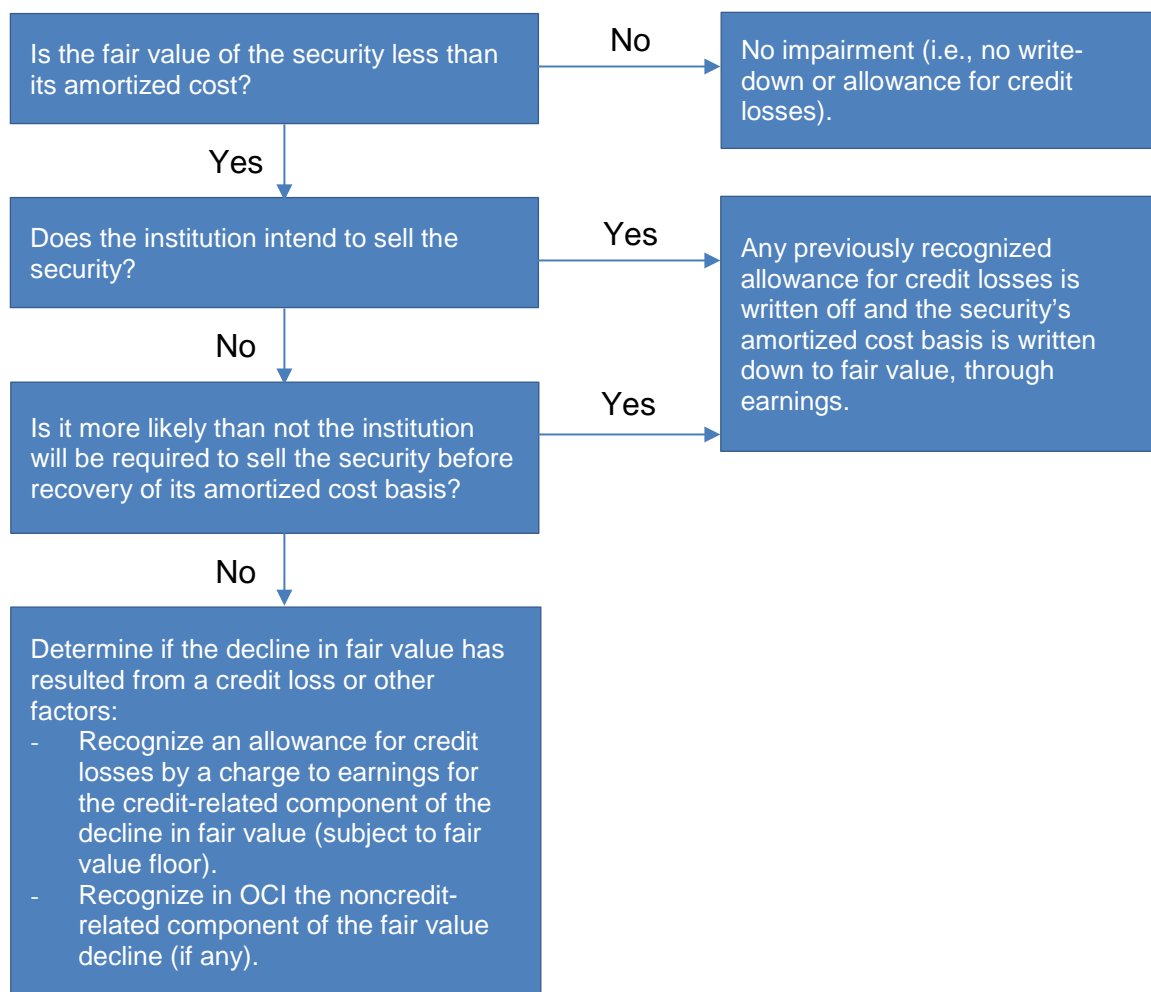 Is the fair value of the security less than
its amortized cost?
No
No impairment (i.e., no write-
down or allowance for credit
losses).
Yes
Does the institution intend to sell the
security?
Yes
Any previously recognized
allowance for credit losses is
written off and the security’s
amortized cost basis is written
down to fair value, through
earnings.
No
Is it more likely than not the institution
will be required to sell the security before
recovery of its amortized cost basis?
Yes
No
Determine if the decline in fair value has
resulted from a credit loss or other
factors:
- Recognize an allowance for credit
losses by a charge to earnings for
the credit-related component of the
decline in fair value (subject to fair
value floor).
- Recognize in OCI the noncredit-
related component of the fair value
decline (if any).